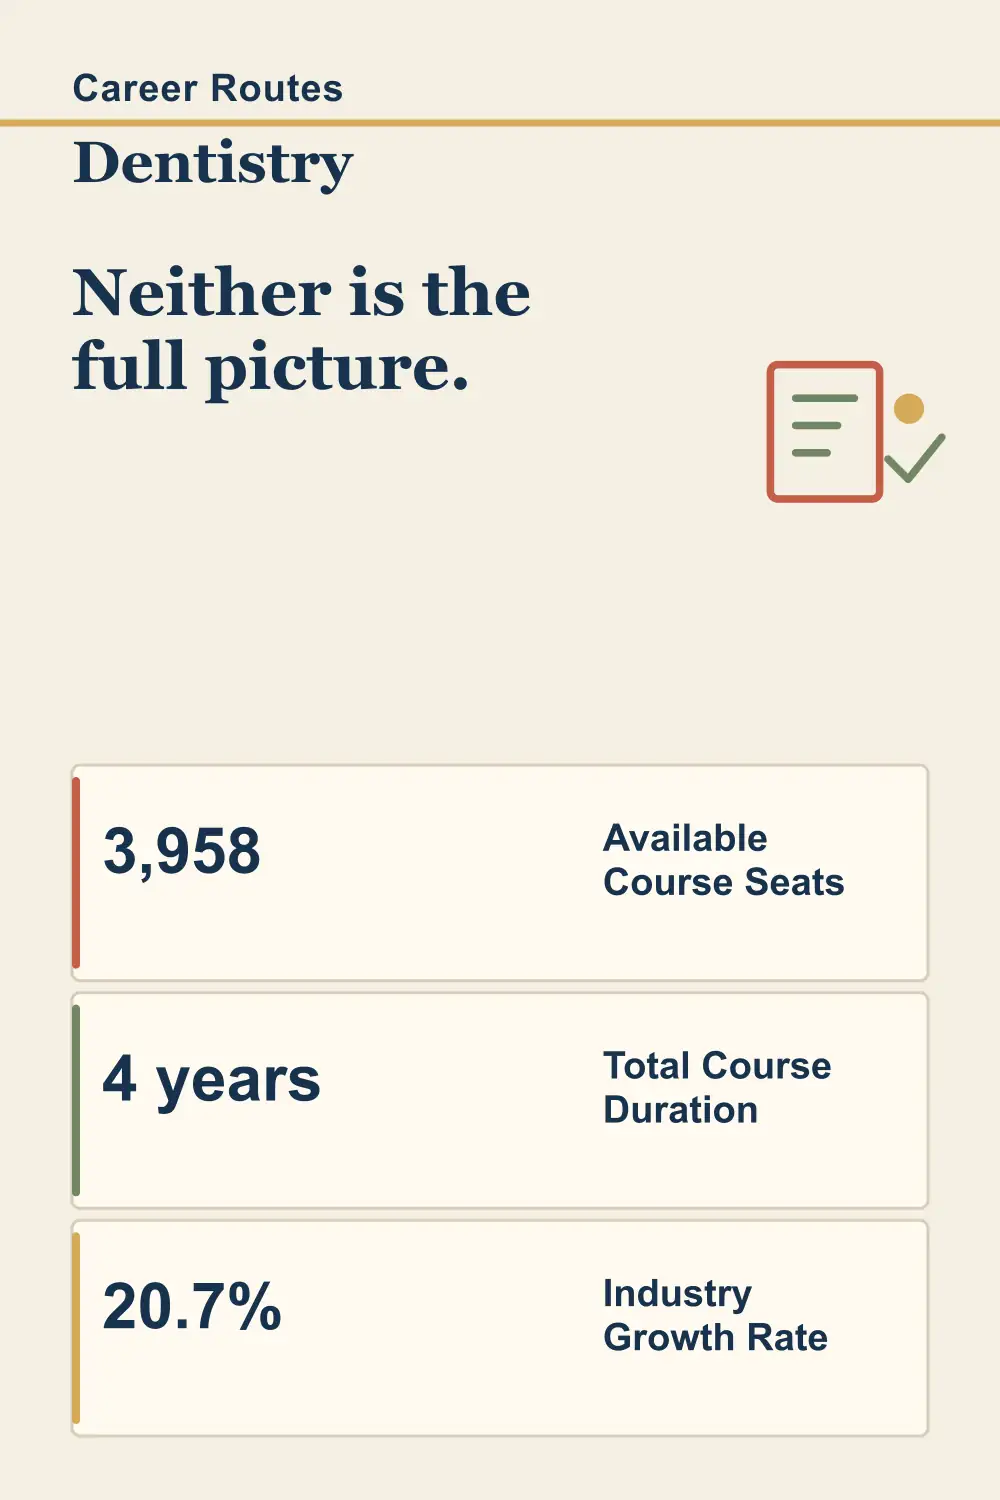 Career Routes
Dentistry
Neither is the
full picture.
3,958
Available
Course Seats
4 years
Total Course
Duration
20.7%
Industry
Growth Rate